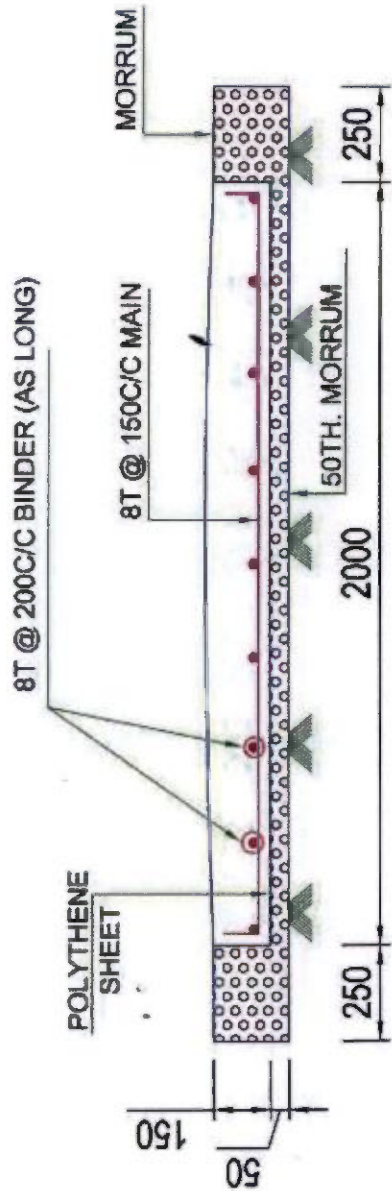 8T @ 200C/C BINDER (AS LONG)
MORRUM
8T @ 150C/C MAIN
POLYTHENE
SHEET
50TH. MORRUM
150
50
250
2000
250